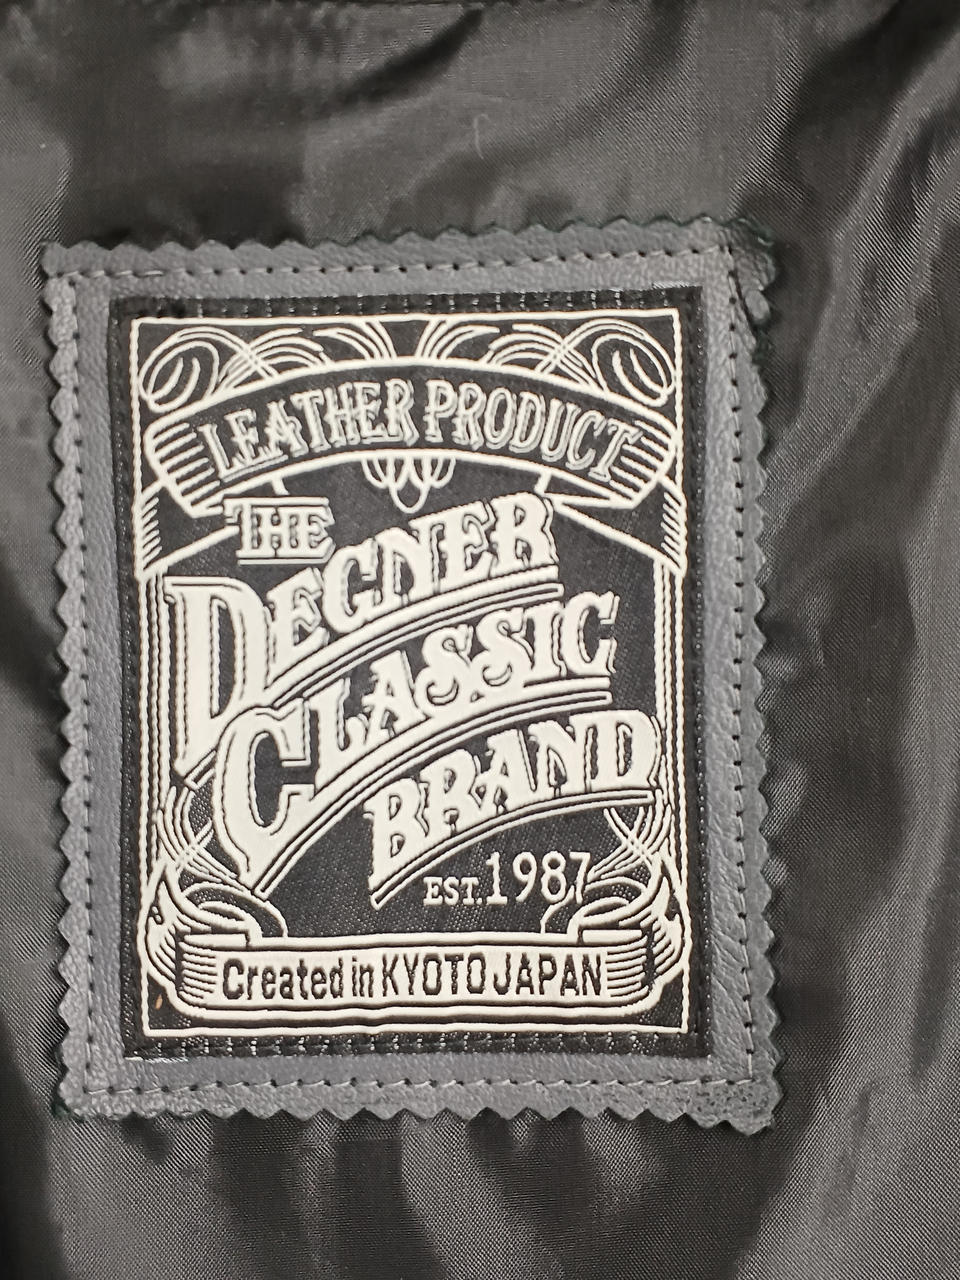 LEATHER PRODUCT
THE
DEGNER
CLASSIC
BRAND
EST.1987
Created in KYOTO JAPAN